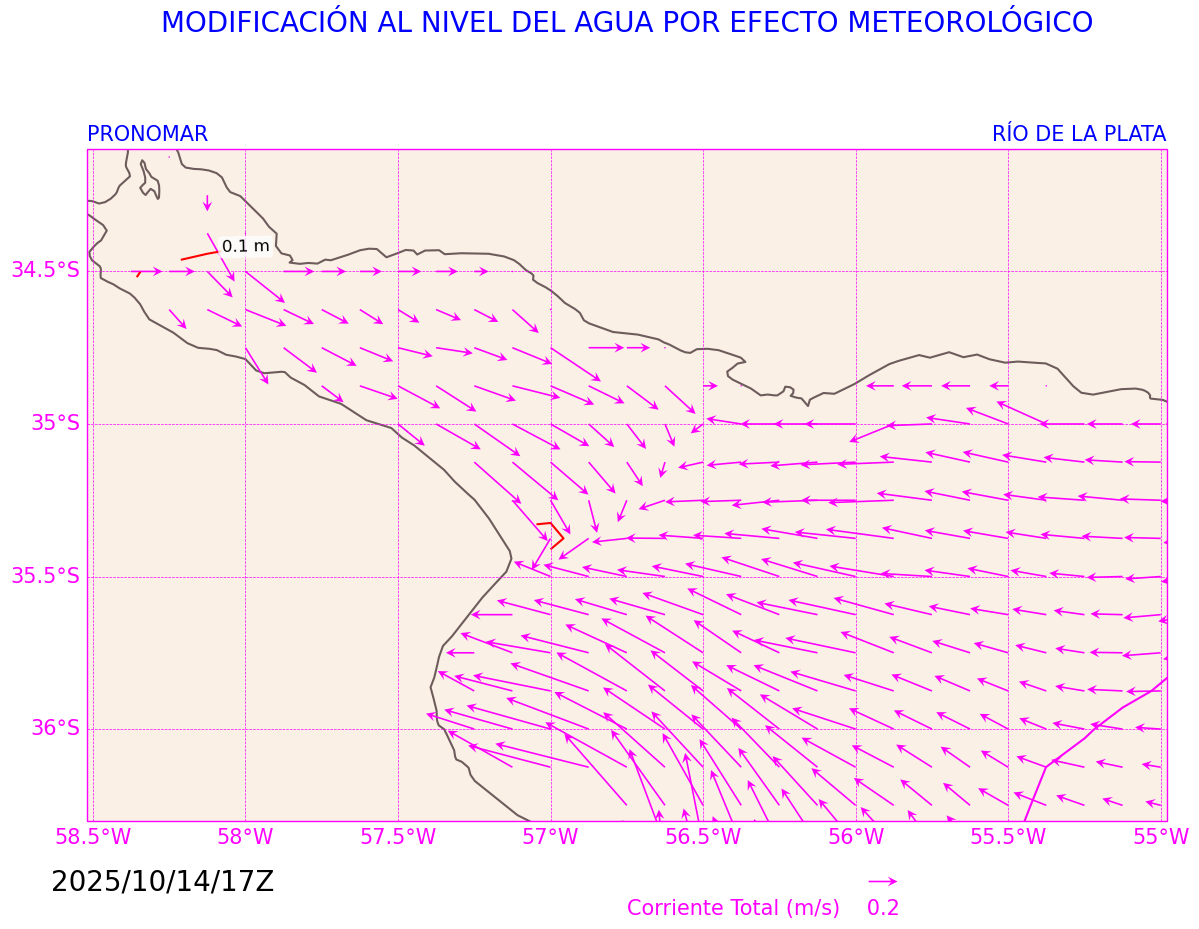 MODIFICACIÓN AL NIVEL DEL AGUA POR EFECTO METEOROLÓGICO
PRONOMAR
RÍO DE LA PLATA
0.1 m
34.5°S
35°S
35.5°S
36°S
58.5°W 58°W 57.5°W 57°W 56.5°W 56°W 55.5°W 55°W
2025/10/14/17Z
Corriente Total (m/s) 0.2